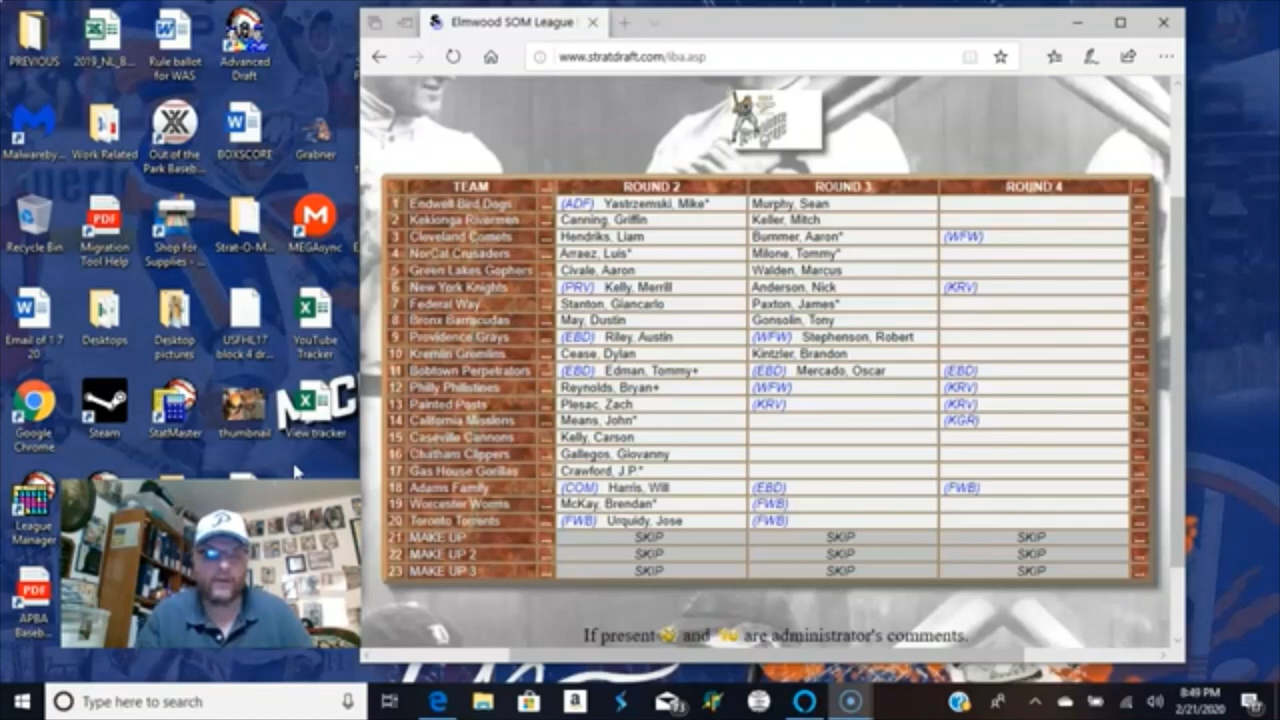 Elmwood SOM League
www.stratdraft.com/iba.asp
PREVIOUS
2019_NL_B...
Rule ballot for WAS
Advanced Draft
Malwareby...
Work Related
Out of the Park Baseb...
BOXSCORE
Grabner
Recycle Bin
Migration Tool Help
Shop for Supplies - ...
Strat-O-M...
MEGAsync
Email of 1 7 20
Desktops
Desktop pictures
USFHL17 block 4 dr...
YouTube Tracker
Google Chrome
Steam
StatMaster
thumbnail
View tracker
League Manager
APBA Baseb...
TEAM ... ROUND 2 ROUND 3 ROUND 4 ...
1 Endwell Bird Dogs ... (ADF) Yastrzemski, Mike* Murphy, Sean ...
2 Kekionga Rivermen ... Canning, Griffin Keller, Mitch ...
3 Cleveland Comets ... Hendriks, Liam Bummer, Aaron* (WFW) ...
4 NorCal Crusaders ... Arraez, Luis* Milone, Tommy* ...
5 Green Lakes Gophers ... Civale, Aaron Walden, Marcus ...
6 New York Knights ... (PRV) Kelly, Merrill Anderson, Nick (KRV) ...
7 Federal Way ... Stanton, Giancarlo Paxton, James* ...
8 Bronx Barracudas ... May, Dustin Gonsolin, Tony ...
9 Providence Grays ... (EBD) Riley, Austin (WFW) Stephenson, Robert ...
10 Kremlin Gremlins ... Cease, Dylan Kintzler, Brandon ...
11 Bobtown Perpetrators ... (EBD) Edman, Tommy+ (EBD) Mercado, Oscar (EBD) ...
12 Philly Philistines ... Reynolds, Bryan+ (WFW) (KRV) ...
13 Painted Posts ... Plesac, Zach (KRV) (KRV) ...
14 California Missions ... Means, John* (KGR) ...
15 Caseville Cannons ... Kelly, Carson ...
16 Chatham Clippers ... Gallegos, Giovanny ...
17 Gas House Gorillas ... Crawford, J.P.* ...
18 Adams Family ... (COM) Harris, Will (EBD) (FWB) ...
19 Worcester Worms ... McKay, Brendan* (FWB) ...
20 Toronto Torrents ... (FWB) Urquidy, Jose (FWB) ...
21 MAKE UP ... SKIP SKIP SKIP ...
22 MAKE UP 2 ... SKIP SKIP SKIP ...
23 MAKE UP 3 ... SKIP SKIP SKIP ...
If present and are administrator's comments.
Type here to search
8:49 PM
2/21/2020